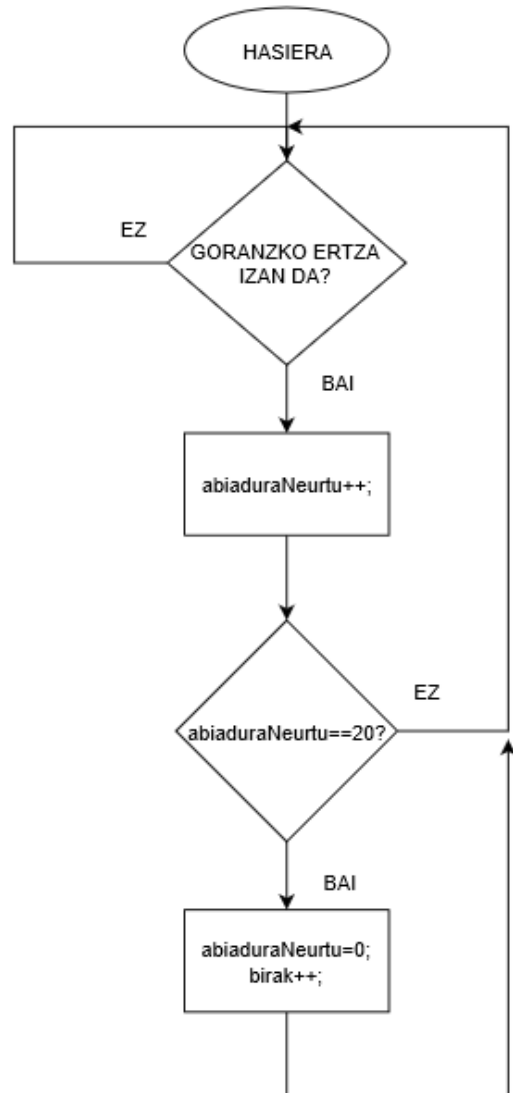 HASIERA
EZ
GORANZKO ERTZA
IZAN DA?
BAI
abiaduraNeurtu++;
EZ
abiaduraNeurtu==20?
BAI
abiaduraNeurtu=0;
birak++;